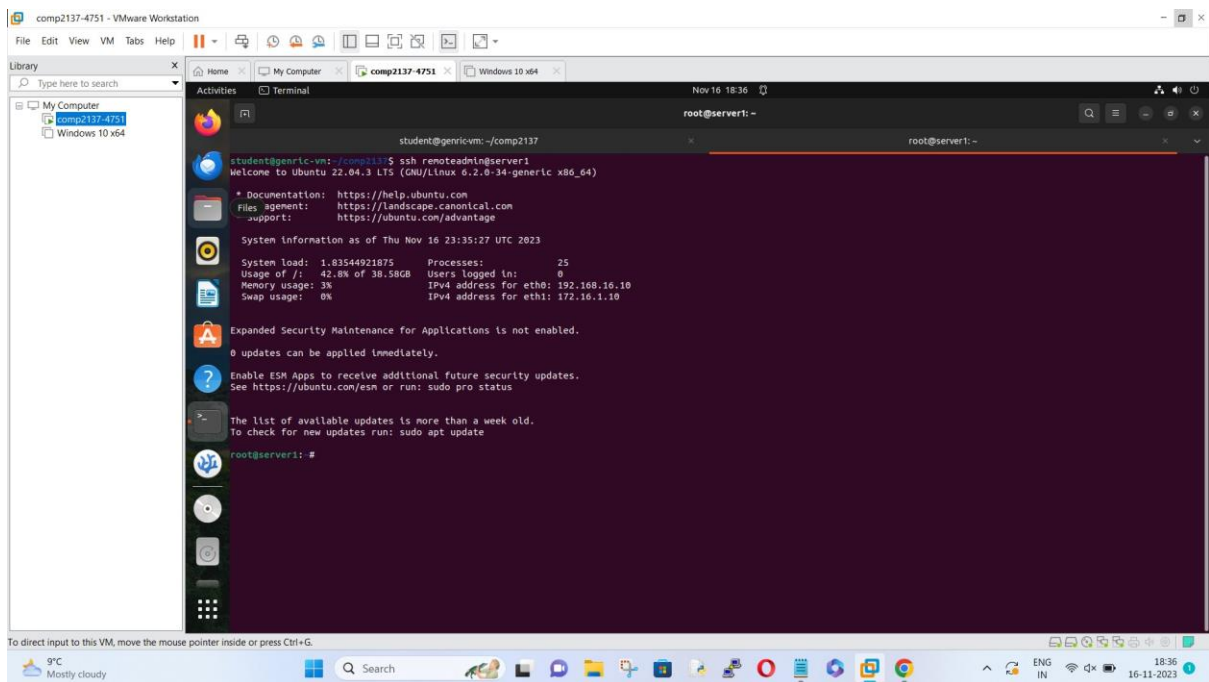 comp2137-4751 - VMware Workstation
File Edit View VM Tabs Help
Library
Type here to search
My Computer
comp2137-4751
Windows 10 x64
Home My Computer comp2137-4751 Windows 10 x64
Activities Terminal Nov 16 18:36
root@server1: ~
student@genric-vm: ~/comp2137 root@server1: ~
student@genric-vm:~/comp2137$ ssh remoteadmin@server1
Welcome to Ubuntu 22.04.3 LTS (GNU/Linux 6.2.0-34-generic x86_64)
* Documentation: https://help.ubuntu.com
agement: https://landscape.canonical.com
Files
Support: https://ubuntu.com/advantage
System information as of Thu Nov 16 23:35:27 UTC 2023
System load: 1.83544921875 Processes: 25
Usage of /: 42.8% of 38.58GB Users logged in: 0
Memory usage: 3% IPv4 address for eth0: 192.168.16.10
Swap usage: 0% IPv4 address for eth1: 172.16.1.10
Expanded Security Maintenance for Applications is not enabled.
0 updates can be applied immediately.
Enable ESM Apps to receive additional future security updates.
See https://ubuntu.com/esm or run: sudo pro status
The list of available updates is more than a week old.
To check for new updates run: sudo apt update
root@server1:~#
To direct input to this VM, move the mouse pointer inside or press Ctrl+G.
9°C
Mostly cloudy
Search
ENG
IN
18:36
16-11-2023
1